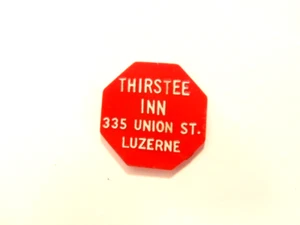 THIRSTEE
INN
335 UNION ST.
LUZERNE